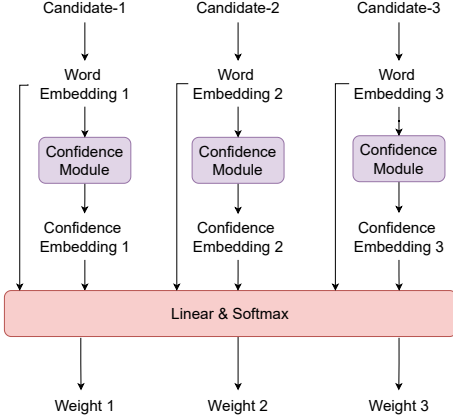 Candidate-1 Candidate-2 Candidate-3
Word Word Word
Embedding 1 Embedding 2 Embedding 3
Confidence Confidence Confidence
Module Module Module
Confidence Confidence Confidence
Embedding 1 Embedding 2 Embedding 3
Linear & Softmax
Weight 1 Weight 2 Weight 3